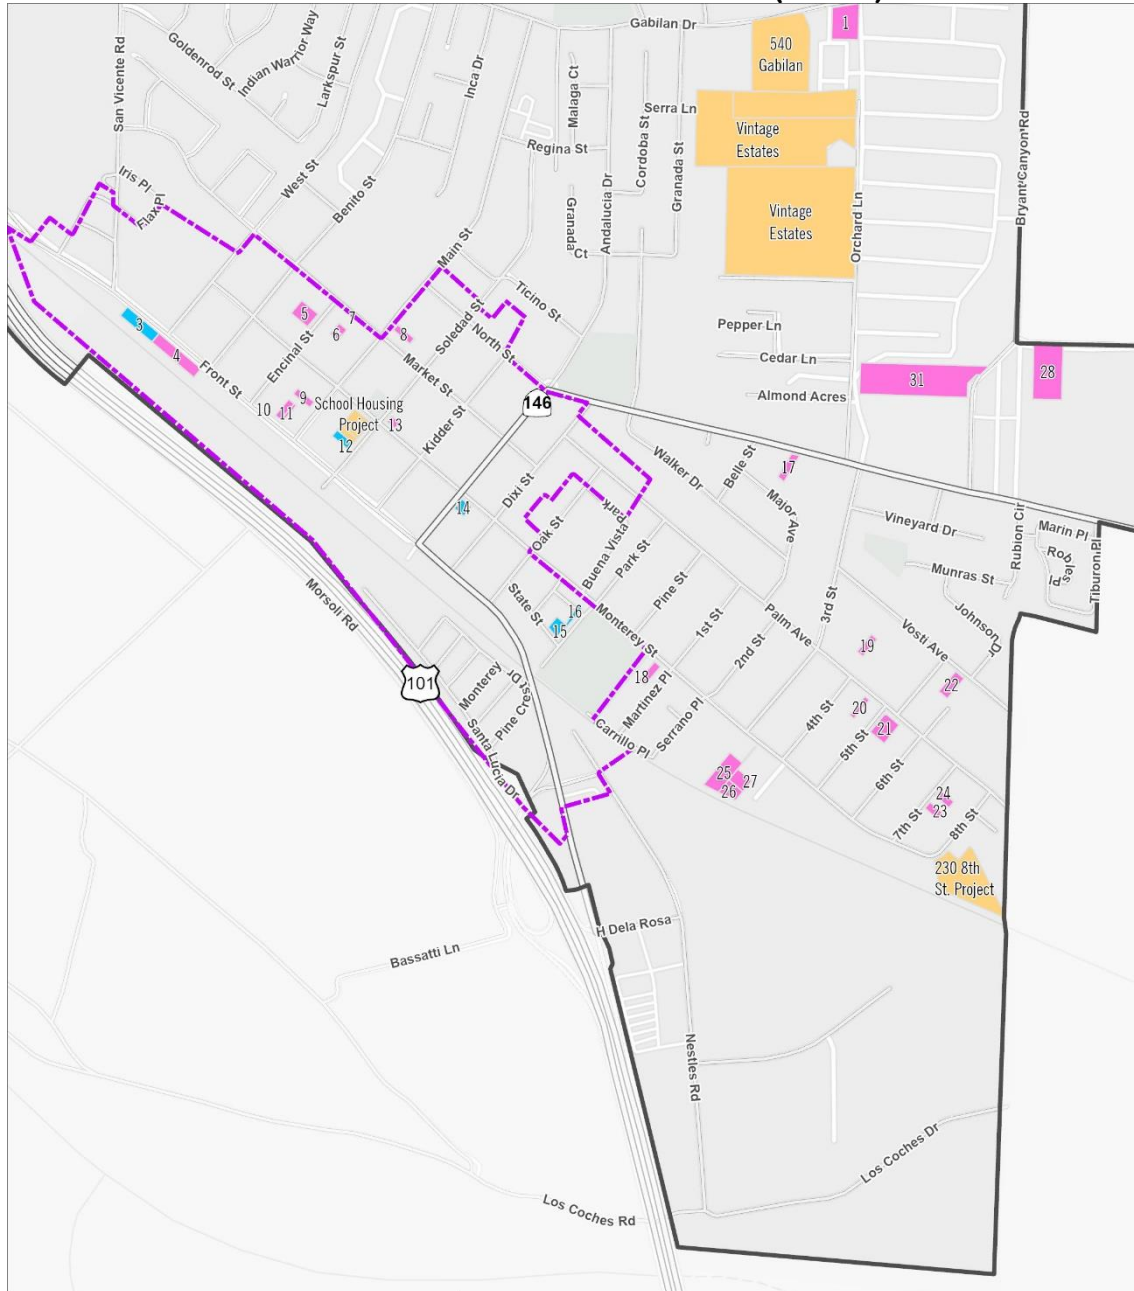 Gabilan Dr
1
540
Gabilan
Goldenrod St
Indian Warrior Way
Larkspur St
San Vicente Rd
Inca Dr
Malaga Ct
Serra Ln
Cordoba St
Vintage
Estates
Bryant Canyon Rd
Regina St
Granada St
Andalucia Dr
Iris Pl
West St
Benito St
Flax Pl
Granada
Ct
Vintage
Estates
Orchard Ln
Main St
Ticino St
3
4
5
6
7
8
Soledad St
North St
Pepper Ln
Cedar Ln
Almond Acres
31
28
Front St
Encinal St
Market St
9
10
11
School Housing
Project
12
13
Kidder St
146
Walker Dr
Belle St
17
Major Ave
14
Dixi St
Oak St
Park
Buena Vista
Park St
Vineyard Dr
Marin Pl
Rubion Cir
Robles
Pl
Tiburon Pl
Munras St
Morsoli Rd
State St
16
15
Pine St
1st St
Monterey St
2nd St
Palm Ave
3rd St
19
Vosti Ave
Johnson
Dr
101
Monterey
Pine Crest Dr
18
Martinez Pl
Serrano Pl
Carrillo Pl
4th St
20
21
22
5th St
Santa Lucia Dr
25
27
26
6th St
24
23
7th St
8th St
230 8th
St. Project
H Dela Rosa
Bassatti Ln
Nestles Rd
Los Coches Dr
Los Coches Rd